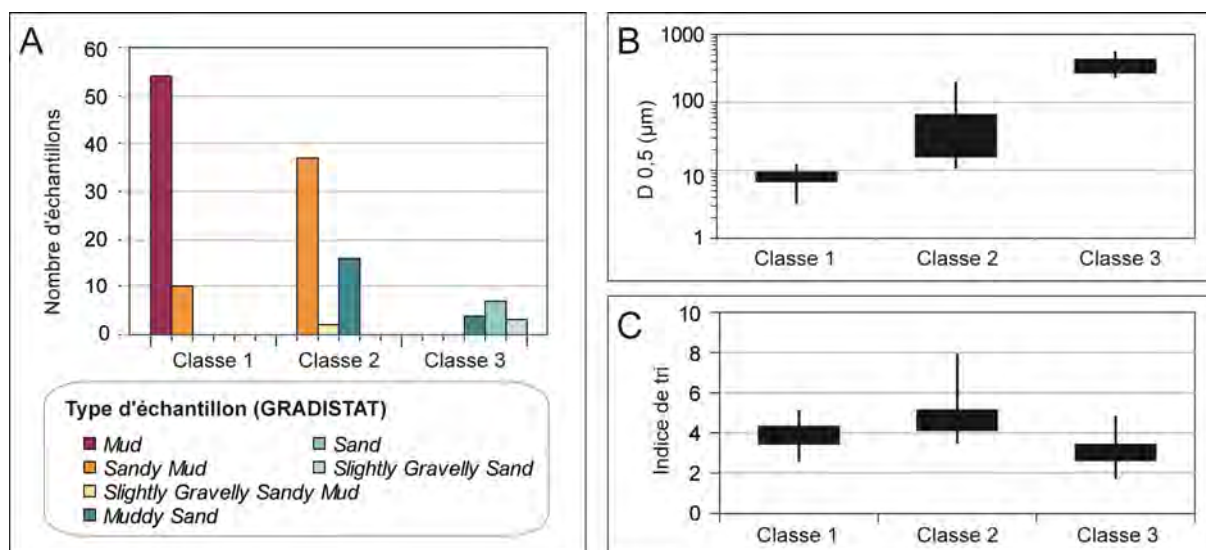 A
Nombre d'échantillons
60
50
40
30
20
10
0
Classe 1
Classe 2
Classe 3
Type d'échantillon (GRADISTAT)
Mud
Sandy Mud
Slightly Gravelly Sandy Mud
Muddy Sand
Sand
Slightly Gravelly Sand
B
D 0,5 (µm)
1000
100
10
1
Classe 1
Classe 2
Classe 3
C
Indice de tri
10
8
6
4
2
0
Classe 1
Classe 2
Classe 3